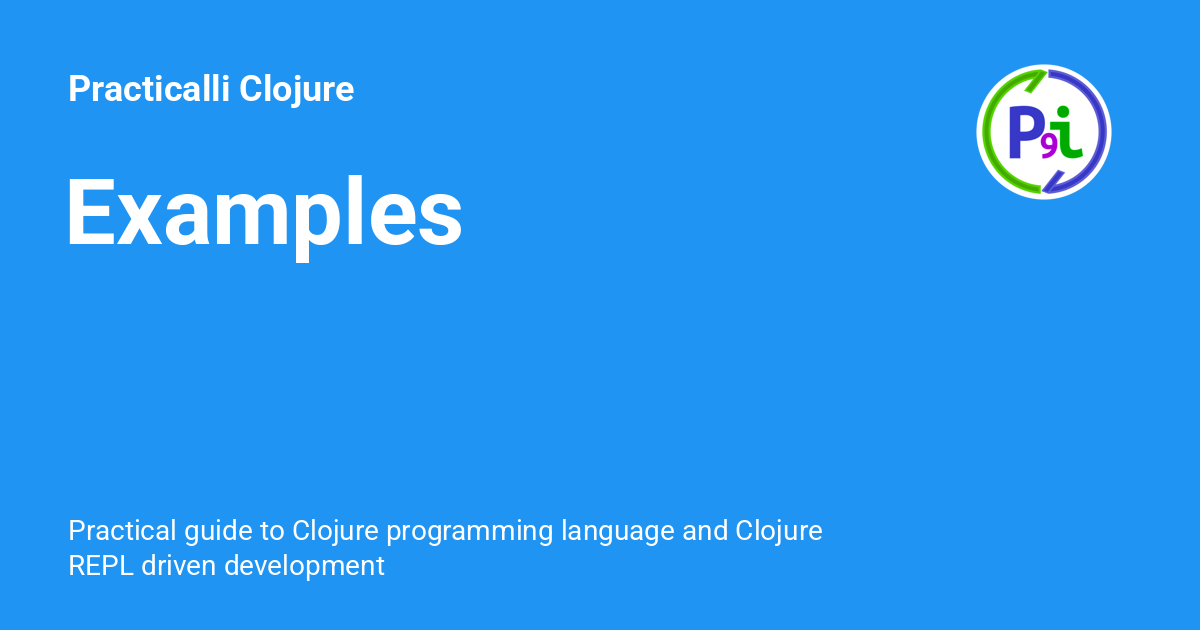 Practicalli Clojure
Examples
P9i
Practical guide to Clojure programming language and Clojure
REPL driven development